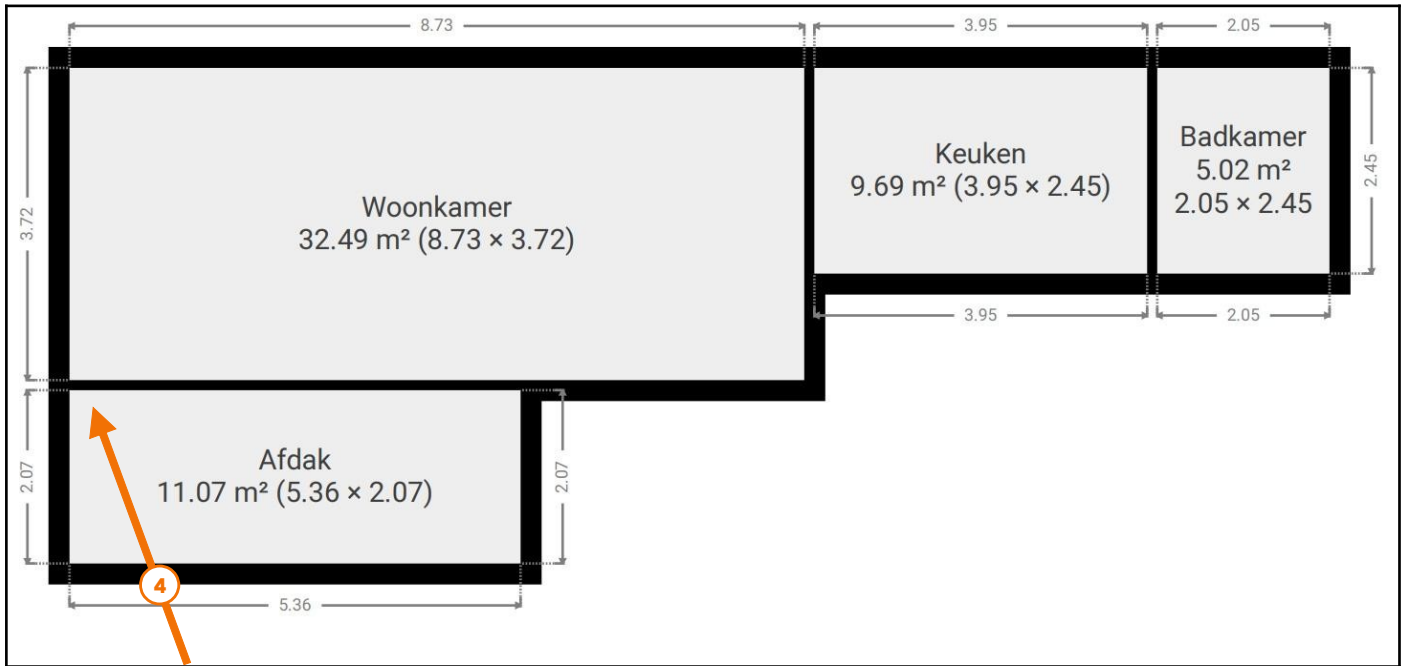 8.73
3.95
2.05
3.72
Woonkamer
32.49 m² (8.73 × 3.72)
Keuken
9.69 m² (3.95 × 2.45)
Badkamer
5.02 m²
2.05 × 2.45
2.45
3.95
2.05
2.07
Afdak
11.07 m² (5.36 × 2.07)
2.07
4
5.36